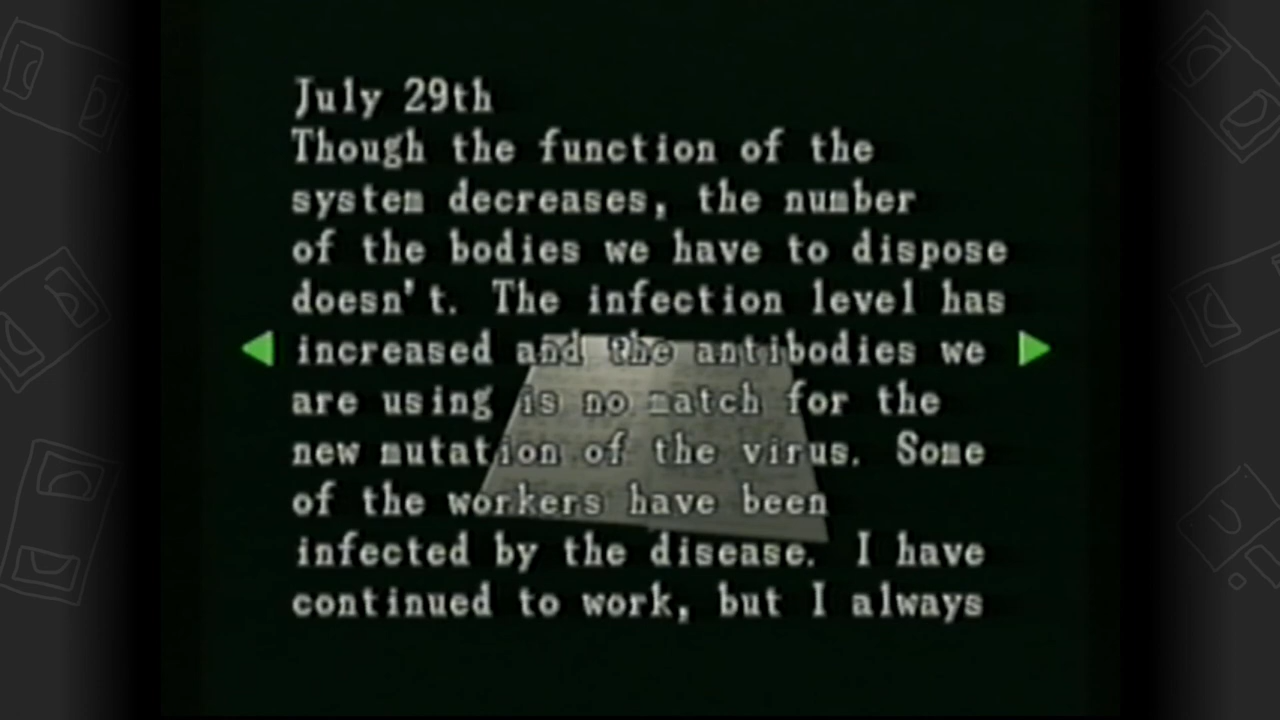 July 29th
Though the function of the
system decreases, the number
of the bodies we have to dispose
doesn't. The infection level has
increased and the antibodies we
are using is no match for the
new mutation of the virus. Some
of the workers have been
infected by the disease. I have
continued to work, but I always